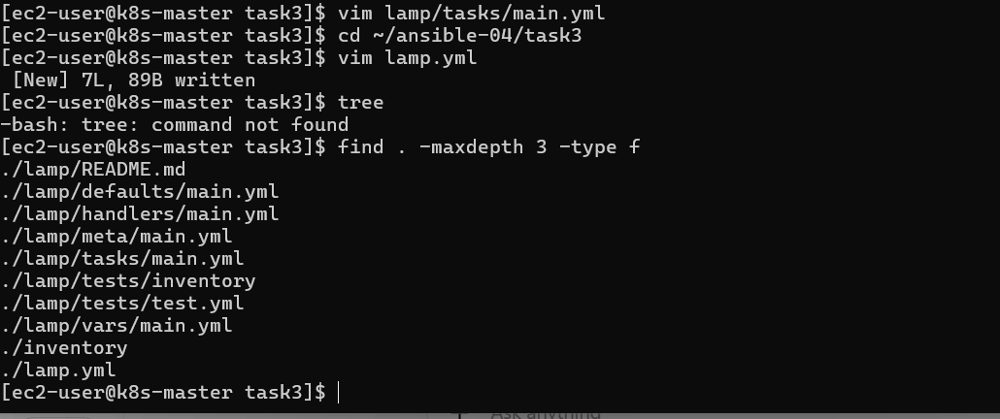 [ec2-user@k8s-master task3]$ vim lamp/tasks/main.yml
[ec2-user@k8s-master task3]$ cd ~/ansible-04/task3
[ec2-user@k8s-master task3]$ vim lamp.yml
 [New] 7L, 89B written
[ec2-user@k8s-master task3]$ tree
-bash: tree: command not found
[ec2-user@k8s-master task3]$ find . -maxdepth 3 -type f
./lamp/README.md
./lamp/defaults/main.yml
./lamp/handlers/main.yml
./lamp/meta/main.yml
./lamp/tasks/main.yml
./lamp/tests/inventory
./lamp/tests/test.yml
./lamp/vars/main.yml
./inventory
./lamp.yml
[ec2-user@k8s-master task3]$
Ask anything